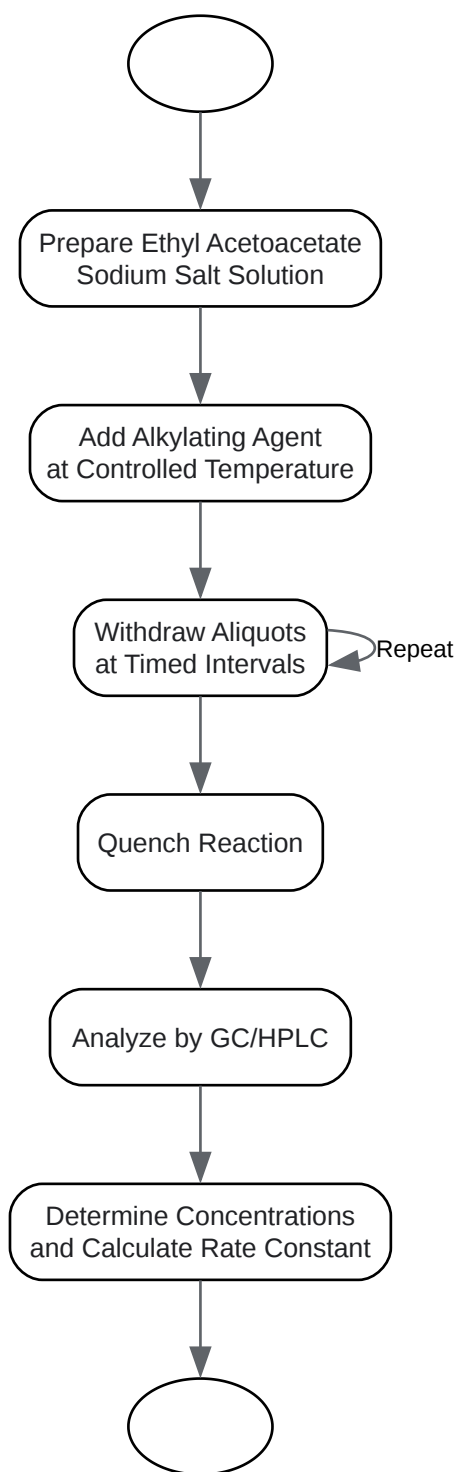 Prepare Ethyl Acetoacetate
Sodium Salt Solution
Add Alkylating Agent
at Controlled Temperature
Withdraw Aliquots
at Timed Intervals
Repeat
Quench Reaction
Analyze by GC/HPLC
Determine Concentrations
and Calculate Rate Constant